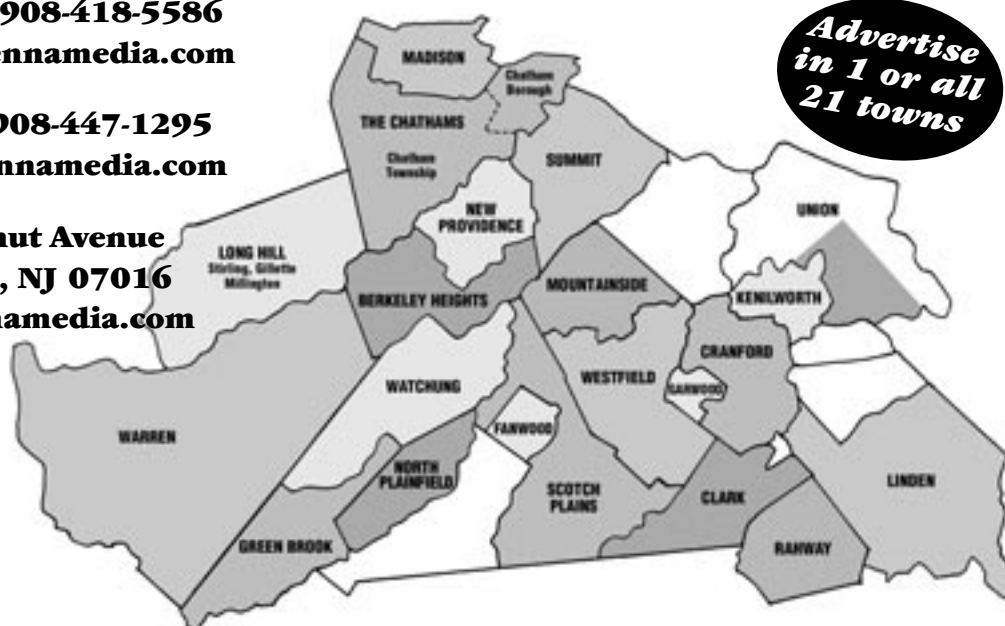 908-418-5586
ennamedia.com
908-447-1295
nnamedia.com
nut Avenue
, NJ 07016
namedia.com
Advertise
in 1 or all
21 towns
MADISON
Chatham
Borough
THE CHATHAMS
Chatham
Township
SUMMIT
NEW
PROVIDENCE
UNION
LONG HILL
Stirling, Gillette
Millington
BERKELEY HEIGHTS
MOUNTAINSIDE
KENILWORTH
CRANFORD
WATCHUNG
WESTFIELD
GARWOOD
WARREN
FANWOOD
NORTH
PLAINFIELD
SCOTCH
PLAINS
CLARK
LINDEN
GREEN BROOK
RAHWAY